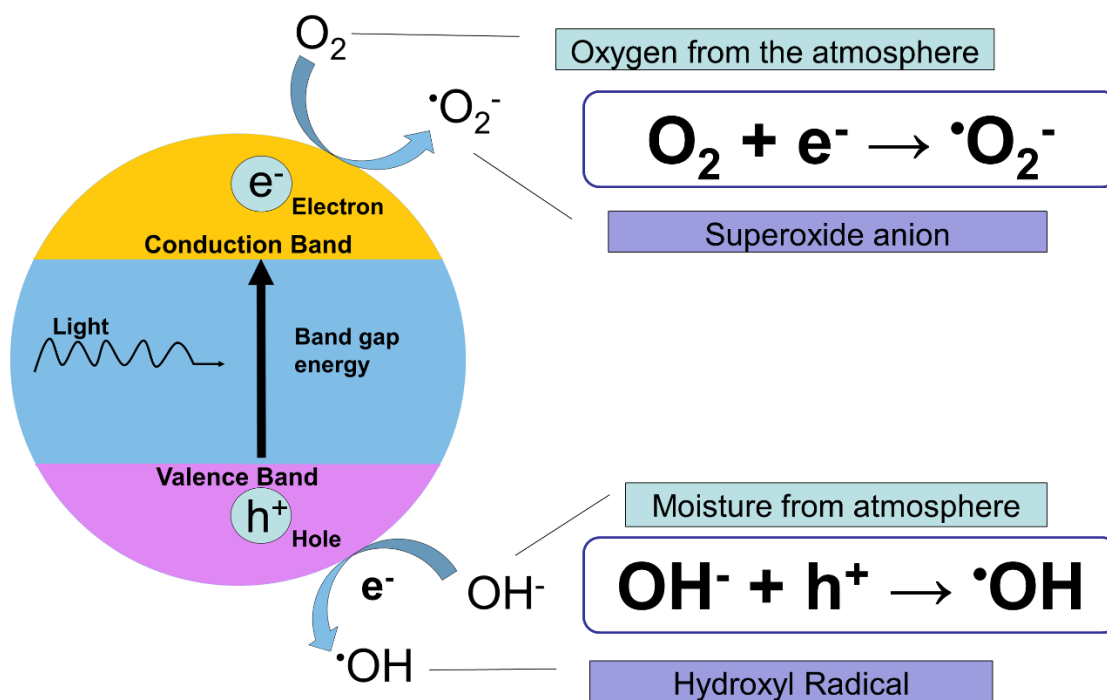 O₂
Oxygen from the atmosphere
•O₂⁻
O₂ + e⁻ → •O₂⁻
e⁻
Electron
Superoxide anion
Conduction Band
Light
Band gap
energy
Valence Band
h⁺
Hole
Moisture from atmosphere
e⁻
OH⁻
OH⁻ + h⁺ → •OH
•OH
Hydroxyl Radical